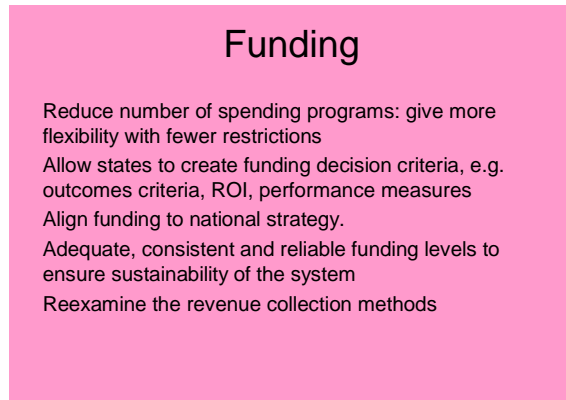 Funding
Reduce number of spending programs: give more
flexibility with fewer restrictions
Allow states to create funding decision criteria, e.g.
outcomes criteria, ROI, performance measures
Align funding to national strategy.
Adequate, consistent and reliable funding levels to
ensure sustainability of the system
Reexamine the revenue collection methods